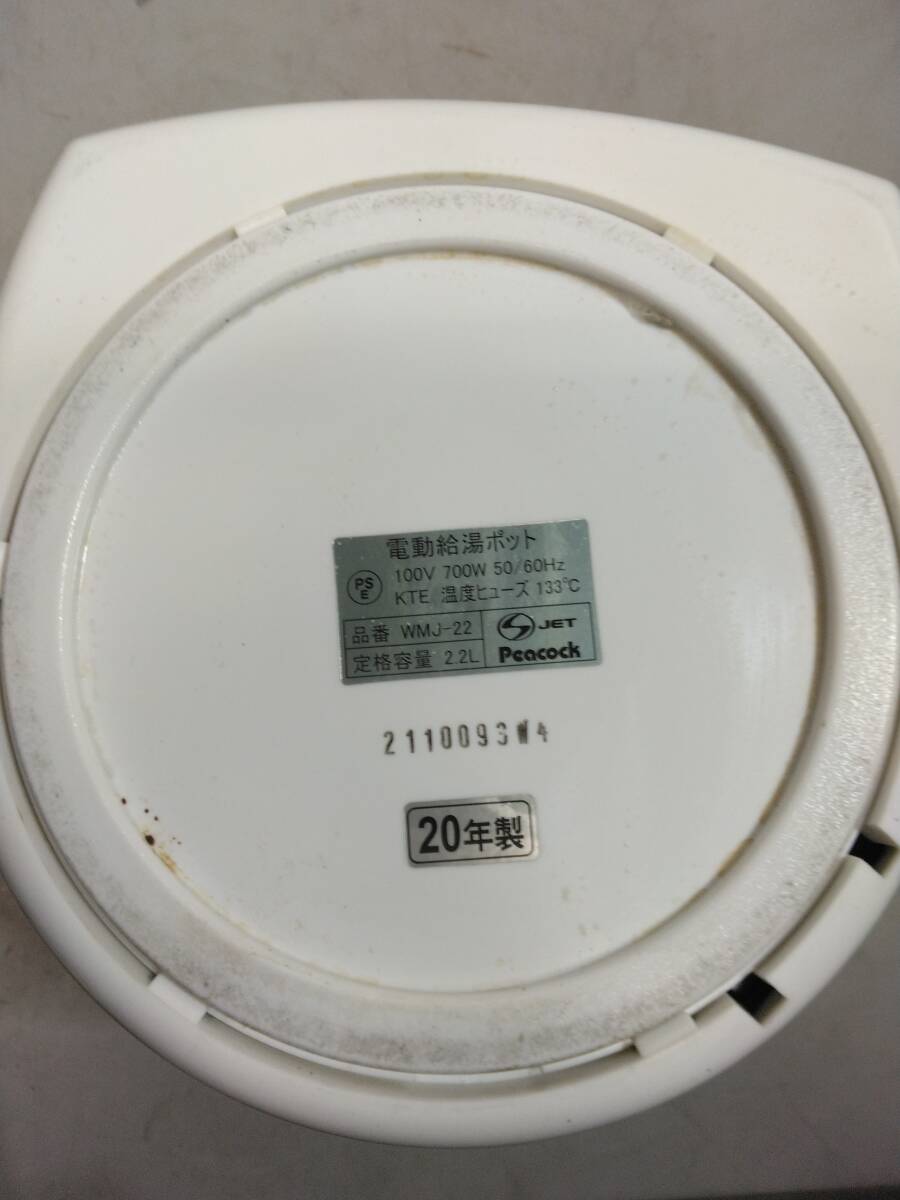 電動給湯ポット
PS
E
100V 700W 50/60Hz
KTE 温度ヒューズ 133℃
品番 WMJ-22
JET
定格容量 2.2L
Peacock
211009SW4
20年製